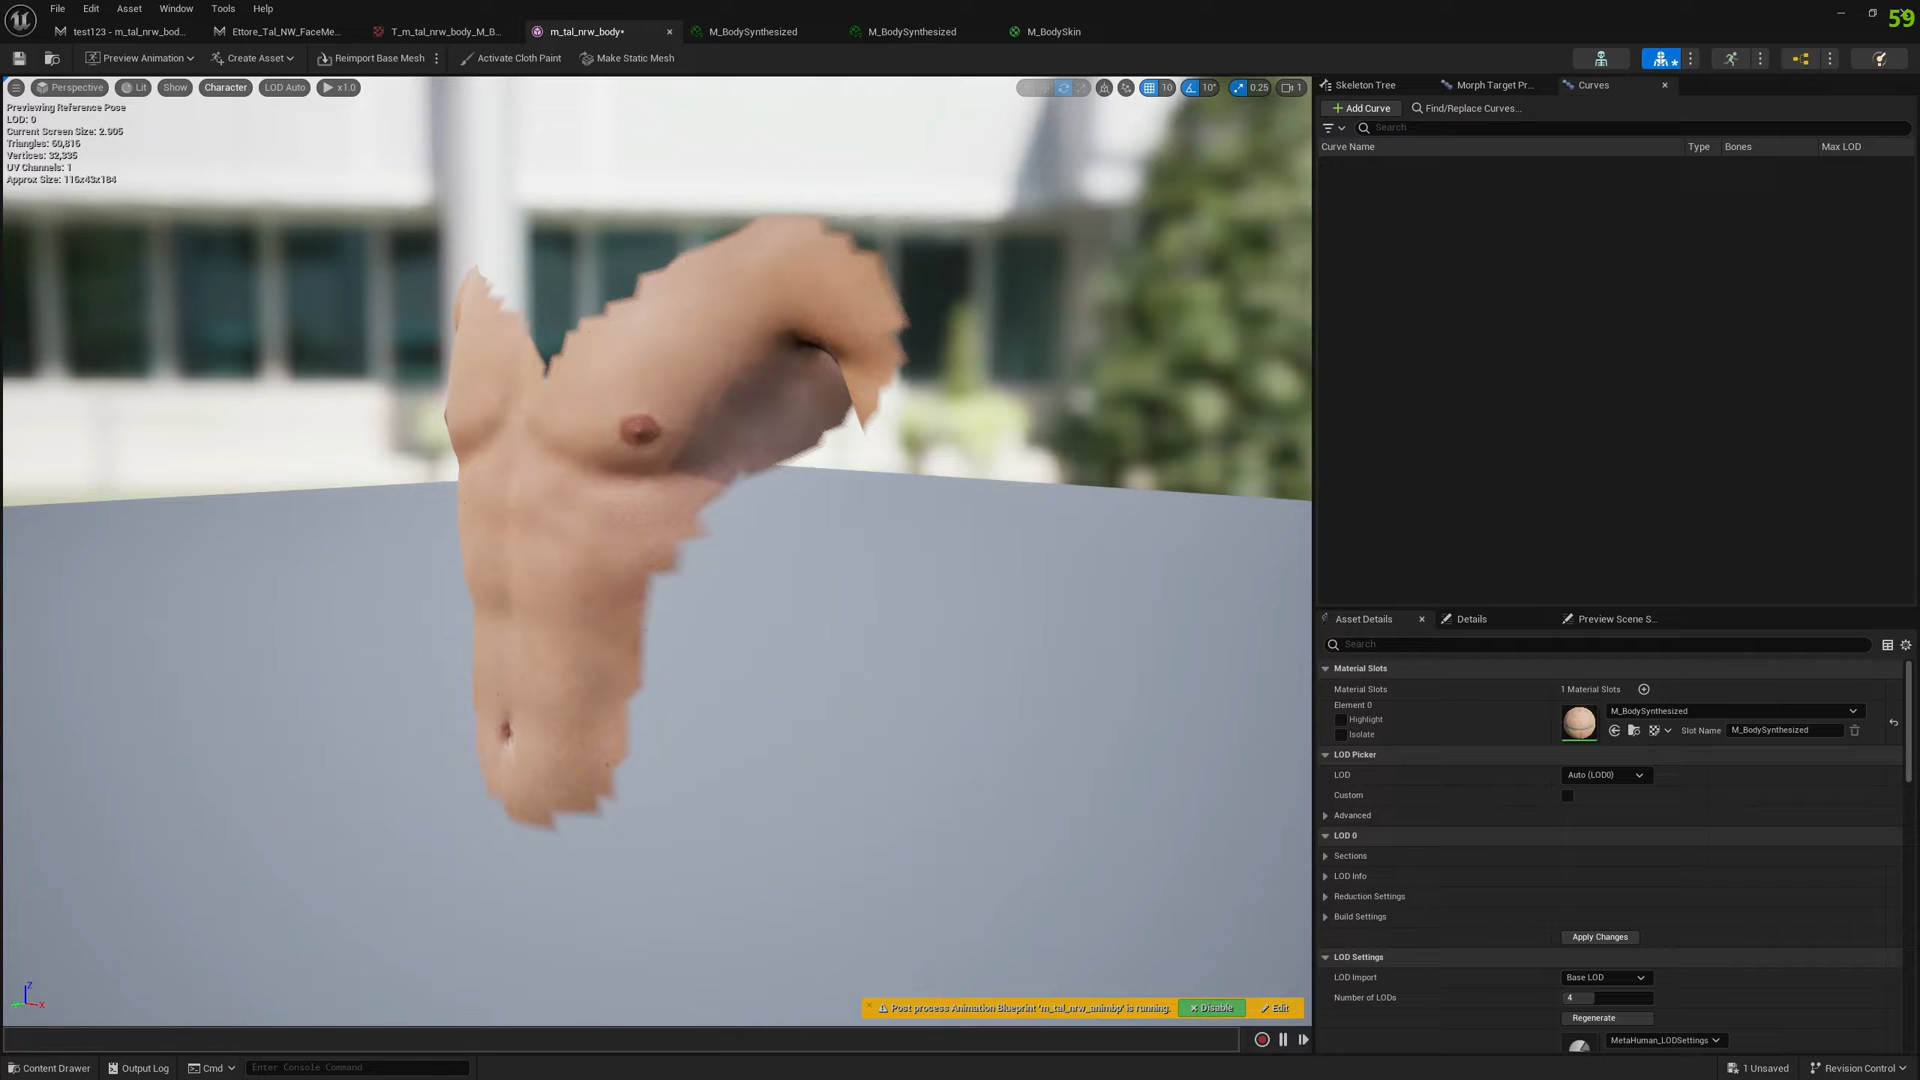 File Edit Asset Window Tools Help
59
test123 - m_tal_nrw_bod...
Ettore_Tal_NW_FaceMe...
T_m_tal_nrw_body_M_B...
m_tal_nrw_body•
M_BodySynthesized
M_BodySynthesized
M_BodySkin
Preview Animation
Create Asset
Reimport Base Mesh
Activate Cloth Paint
Make Static Mesh
Perspective
Lit
Show
Character
LOD Auto
x1.0
10
10°
0.25
1
Previewing Reference Pose
LOD: 0
Current Screen Size: 2.905
Triangles: 60,816
Vertices: 32,335
UV Channels: 1
Approx Size: 116x43x184
Skeleton Tree
Morph Target Pr...
Curves
Add Curve
Find/Replace Curves...
Search
Curve Name
Type
Bones
Max LOD
Asset Details
Details
Preview Scene S...
Search
Material Slots
Material Slots
1 Material Slots
Element 0
Highlight
Isolate
M_BodySynthesized
Slot Name
M_BodySynthesized
LOD Picker
LOD
Auto (LOD0)
Custom
Advanced
LOD 0
Sections
LOD Info
Reduction Settings
Build Settings
Apply Changes
LOD Settings
LOD Import
Base LOD
Number of LODs
4
Regenerate
MetaHuman_LODSettings
Post process Animation Blueprint 'm_tal_nrw_animbp' is running.
Disable
Edit
Z
X
Content Drawer
Output Log
Cmd
Enter Console Command
1 Unsaved
Revision Control